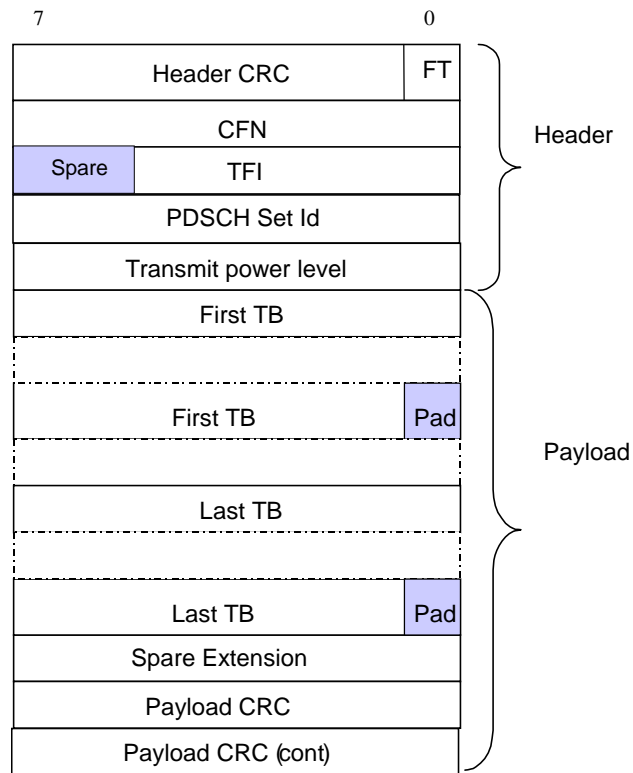 7 0
Header CRC FT
CFN
Spare TFI
PDSCH Set Id
Transmit power level
Header
First TB
First TB Pad
Last TB
Last TB Pad
Spare Extension
Payload CRC
Payload CRC (cont)
Payload